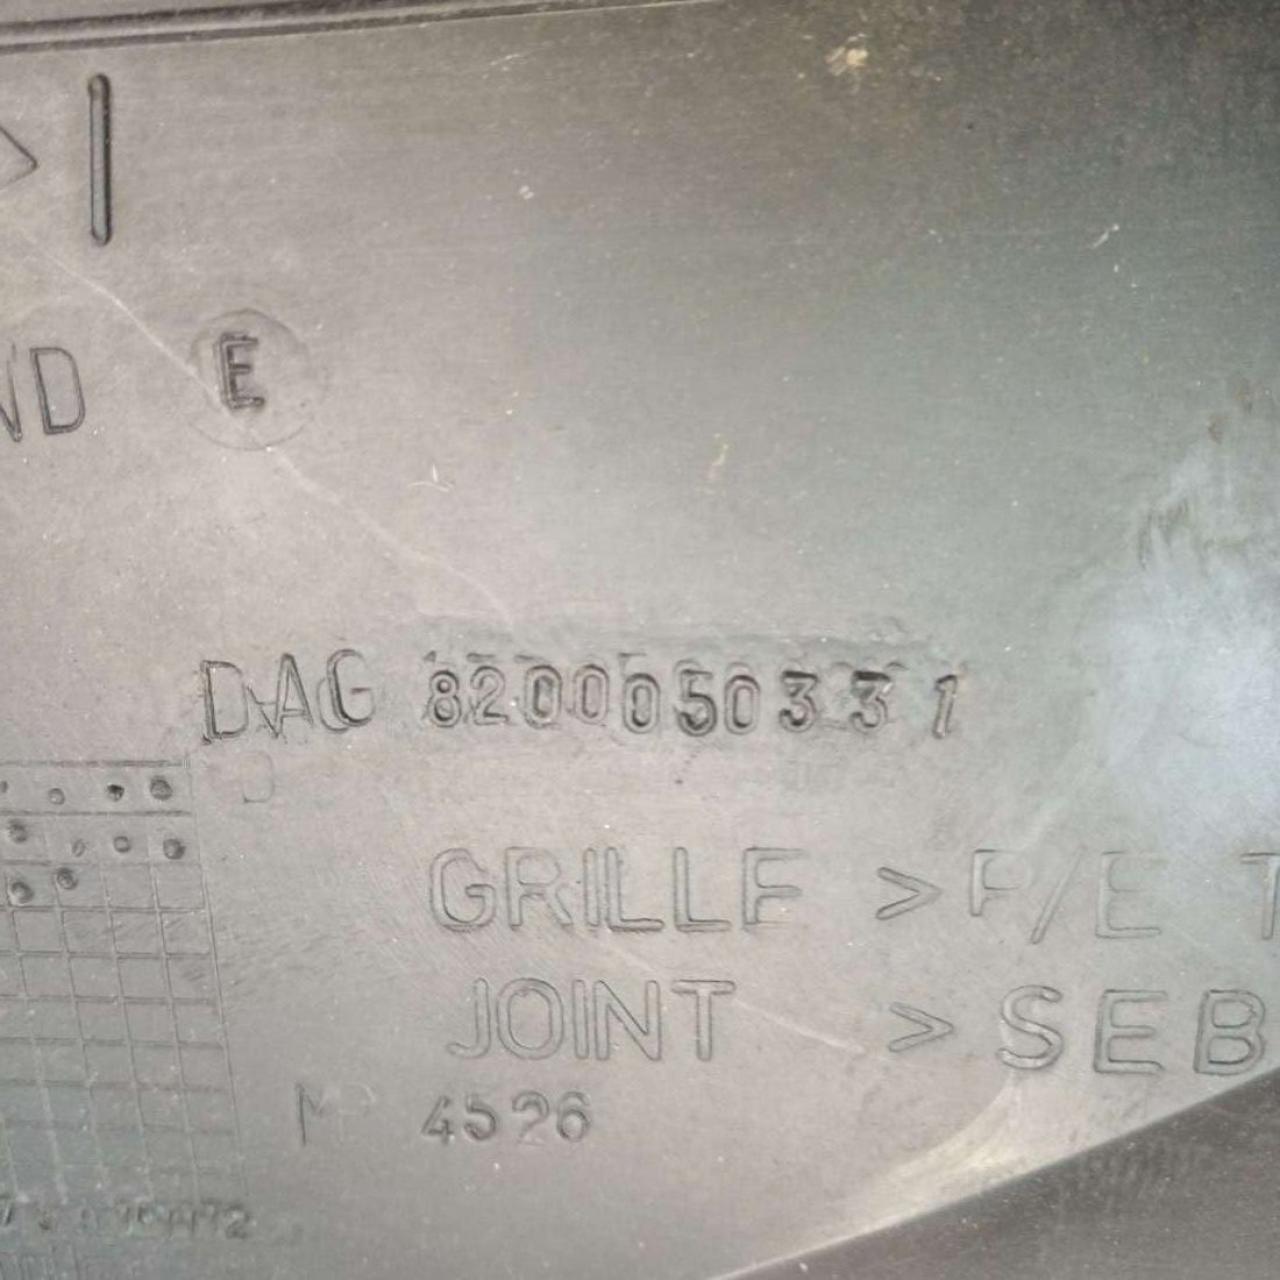 ND E
DAG 8200050331
GRILLE >P/E T
JOINT >SEB
4526